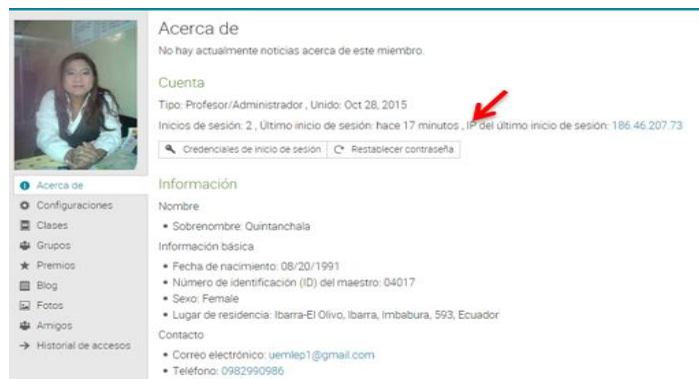 Acerca de
No hay actualmente noticias acerca de este miembro.
Cuenta
Tipo: Profesor/Administrador , Unido: Oct 28, 2015
Inicios de sesión: 2 , Último inicio de sesión: hace 17 minutos , IP del último inicio de sesión: 186.46.207.73
Credenciales de inicio de sesión
Restablecer contraseña
Acerca de
Configuraciones
Clases
Grupos
Premios
Blog
Fotos
Amigos
Historial de accesos
Información
Nombre
• Sobrenombre: Quintanchala
Información básica
• Fecha de nacimiento: 08/20/1991
• Número de identificación (ID) del maestro: 04017
• Sexo: Female
• Lugar de residencia: Ibarra-El Olivo, Ibarra, Imbabura, 593, Ecuador
Contacto
• Correo electrónico: uemlep1@gmail.com
• Teléfono: 0982990986